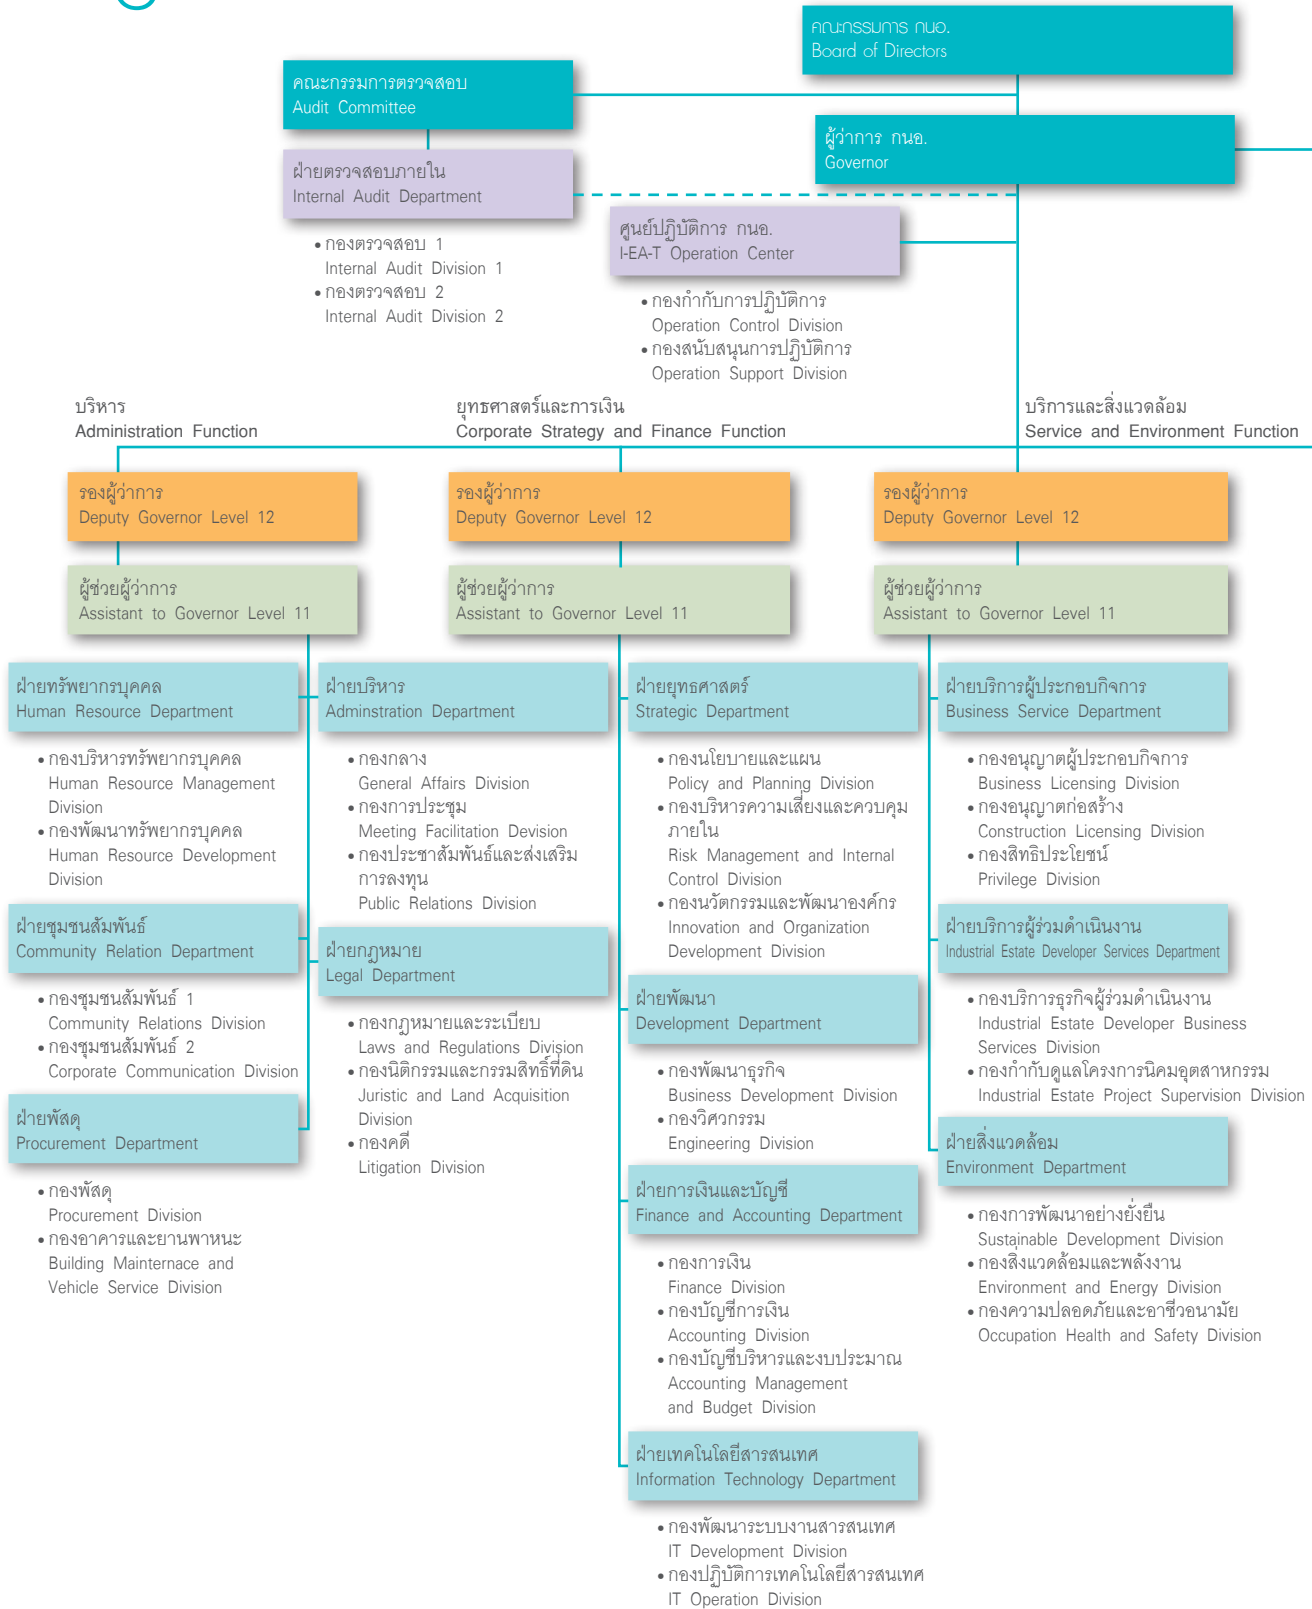 คณะกรรมการ กนอ.
Board of Directors
คณะกรรมการตรวจสอบ
Audit Committee
ผู้ว่าการ กนอ.
Governor
ฝ่ายตรวจสอบภายใน
Internal Audit Department
• กองตรวจสอบ 1
Internal Audit Division 1
• กองตรวจสอบ 2
Internal Audit Division 2
ศูนย์ปฏิบัติการ กนอ.
I-EA-T Operation Center
• กองกำกับการปฏิบัติการ
Operation Control Division
• กองสนับสนุนการปฏิบัติการ
Operation Support Division
บริหาร
Administration Function
รองผู้ว่าการ
Deputy Governor Level 12
ผู้ช่วยผู้ว่าการ
Assistant to Governor Level 11
ฝ่ายทรัพยากรบุคคล
Human Resource Department
• กองบริหารทรัพยากรบุคคล
Human Resource Management
Division
• กองพัฒนาทรัพยากรบุคคล
Human Resource Development
Division
ฝ่ายชุมชนสัมพันธ์
Community Relation Department
• กองชุมชนสัมพันธ์ 1
Community Relations Division
• กองชุมชนสัมพันธ์ 2
Corporate Communication Division
ฝ่ายพัสดุ
Procurement Department
• กองพัสดุ
Procurement Division
• กองอาคารและยานพาหนะ
Building Mainternace and
Vehicle Service Division
ฝ่ายบริหาร
Adminstration Department
• กองกลาง
General Affairs Division
• กองการประชุม
Meeting Facilitation Devision
• กองประชาสัมพันธ์และส่งเสริม
การลงทุน
Public Relations Division
ฝ่ายกฎหมาย
Legal Department
• กองกฎหมายและระเบียบ
Laws and Regulations Division
• กองนิติกรรมและกรรมสิทธิ์ที่ดิน
Juristic and Land Acquisition
Division
• กองคดี
Litigation Division
ยุทธศาสตร์และการเงิน
Corporate Strategy and Finance Function
รองผู้ว่าการ
Deputy Governor Level 12
ผู้ช่วยผู้ว่าการ
Assistant to Governor Level 11
ฝ่ายยุทธศาสตร์
Strategic Department
• กองนโยบายและแผน
Policy and Planning Division
• กองบริหารความเสี่ยงและควบคุม
ภายใน
Risk Management and Internal
Control Division
• กองนวัตกรรมและพัฒนาองค์กร
Innovation and Organization
Development Division
ฝ่ายพัฒนา
Development Department
• กองพัฒนาธุรกิจ
Business Development Division
• กองวิศวกรรม
Engineering Division
ฝ่ายการเงินและบัญชี
Finance and Accounting Department
• กองการเงิน
Finance Division
• กองบัญชีการเงิน
Accounting Division
• กองบัญชีบริหารและงบประมาณ
Accounting Management
and Budget Division
ฝ่ายเทคโนโลยีสารสนเทศ
Information Technology Department
• กองพัฒนาระบบงานสารสนเทศ
IT Development Division
• กองปฏิบัติการเทคโนโลยีสารสนเทศ
IT Operation Division
บริการและสิ่งแวดล้อม
Service and Environment Function
รองผู้ว่าการ
Deputy Governor Level 12
ผู้ช่วยผู้ว่าการ
Assistant to Governor Level 11
ฝ่ายบริการผู้ประกอบกิจการ
Business Service Department
• กองอนุญาตผู้ประกอบกิจการ
Business Licensing Division
• กองอนุญาตก่อสร้าง
Construction Licensing Division
• กองสิทธิประโยชน์
Privilege Division
ฝ่ายบริการผู้ร่วมดำเนินงาน
Industrial Estate Developer Services Department
• กองบริการธุรกิจผู้ร่วมดำเนินงาน
Industrial Estate Developer Business
Services Division
• กองกำกับดูแลโครงการนิคมอุตสาหกรรม
Industrial Estate Project Supervision Division
ฝ่ายสิ่งแวดล้อม
Environment Department
• กองการพัฒนาอย่างยั่งยืน
Sustainable Development Division
• กองสิ่งแวดล้อมและพลังงาน
Environment and Energy Division
• กองความปลอดภัยและอาชีวอนามัย
Occupation Health and Safety Division